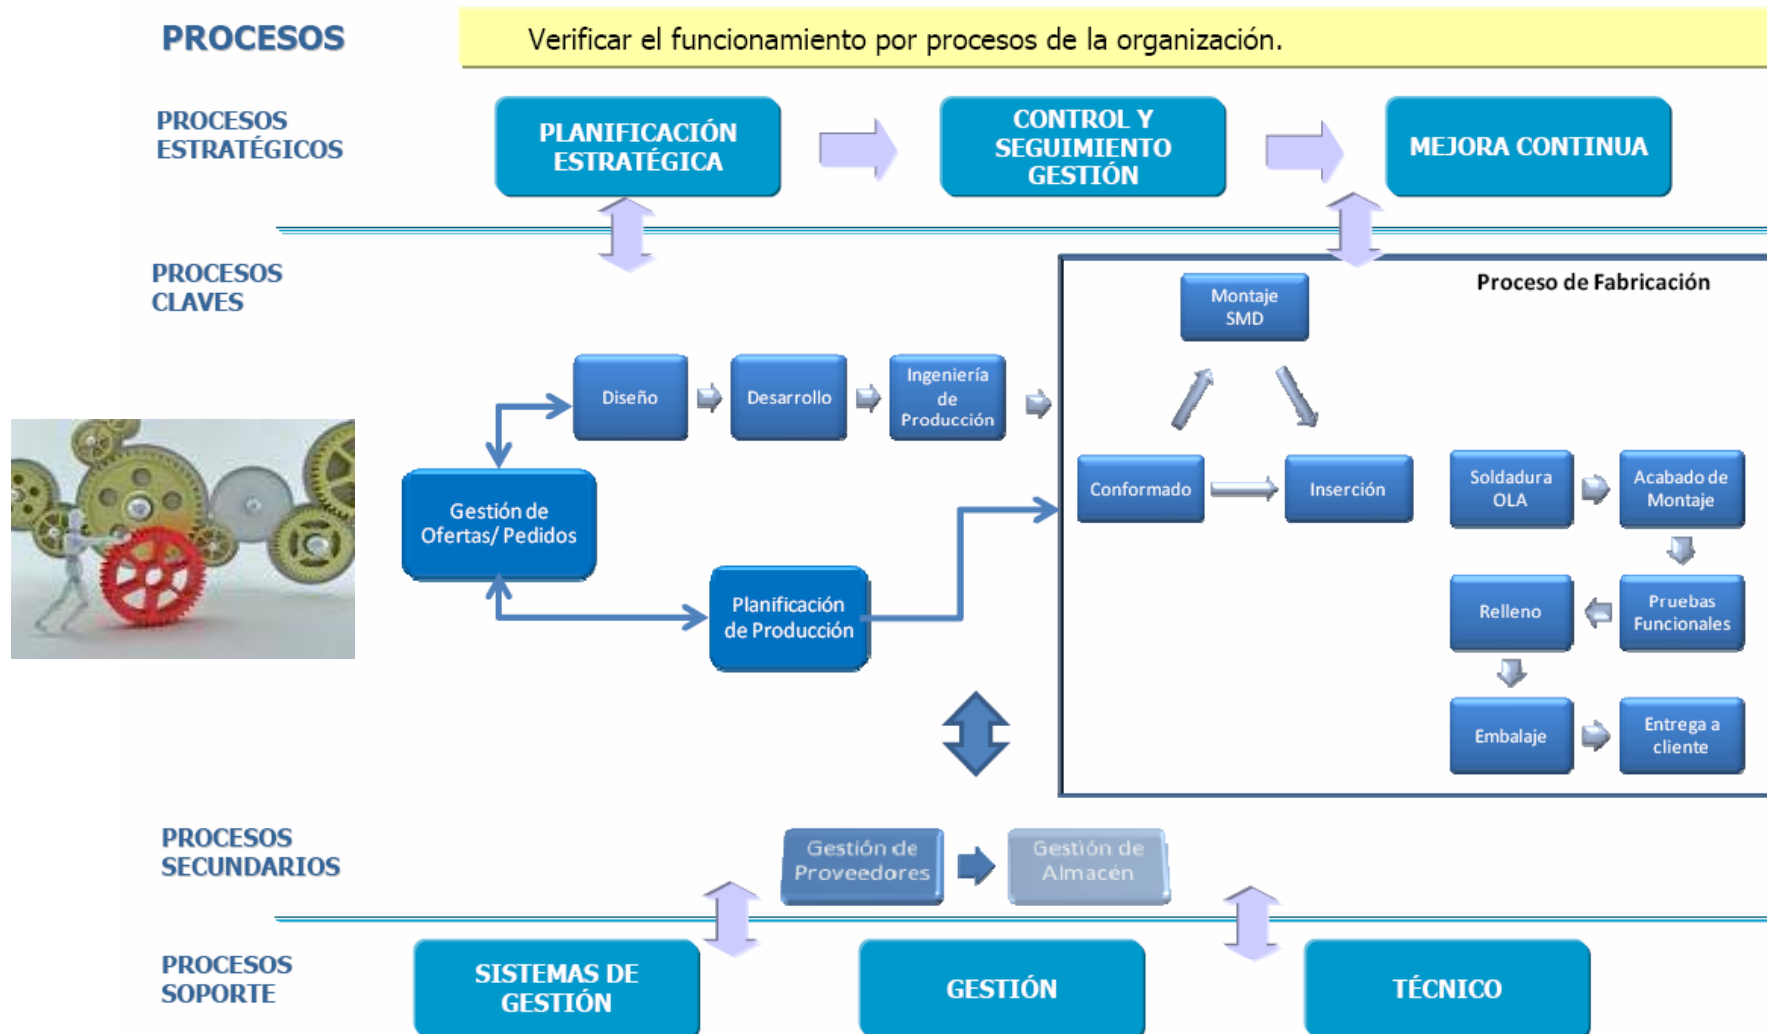 PROCESOS
Verificar el funcionamiento por procesos de la organización.
PROCESOS
ESTRATÉGICOS
PLANIFICACIÓN
ESTRATÉGICA
CONTROL Y
SEGUIMIENTO
GESTIÓN
MEJORA CONTINUA
PROCESOS
CLAVES
Proceso de Fabricación
Montaje
SMD
Diseño
Desarrollo
Ingeniería
de
Producción
Conformado
Inserción
Soldadura
OLA
Acabado de
Montaje
Gestión de
Ofertas/ Pedidos
Planificación
de Producción
Relleno
Pruebas
Funcionales
Embalaje
Entrega a
cliente
PROCESOS
SECUNDARIOS
Gestión de
Proveedores
Gestión de
Almacén
PROCESOS
SOPORTE
SISTEMAS DE
GESTIÓN
GESTIÓN
TÉCNICO